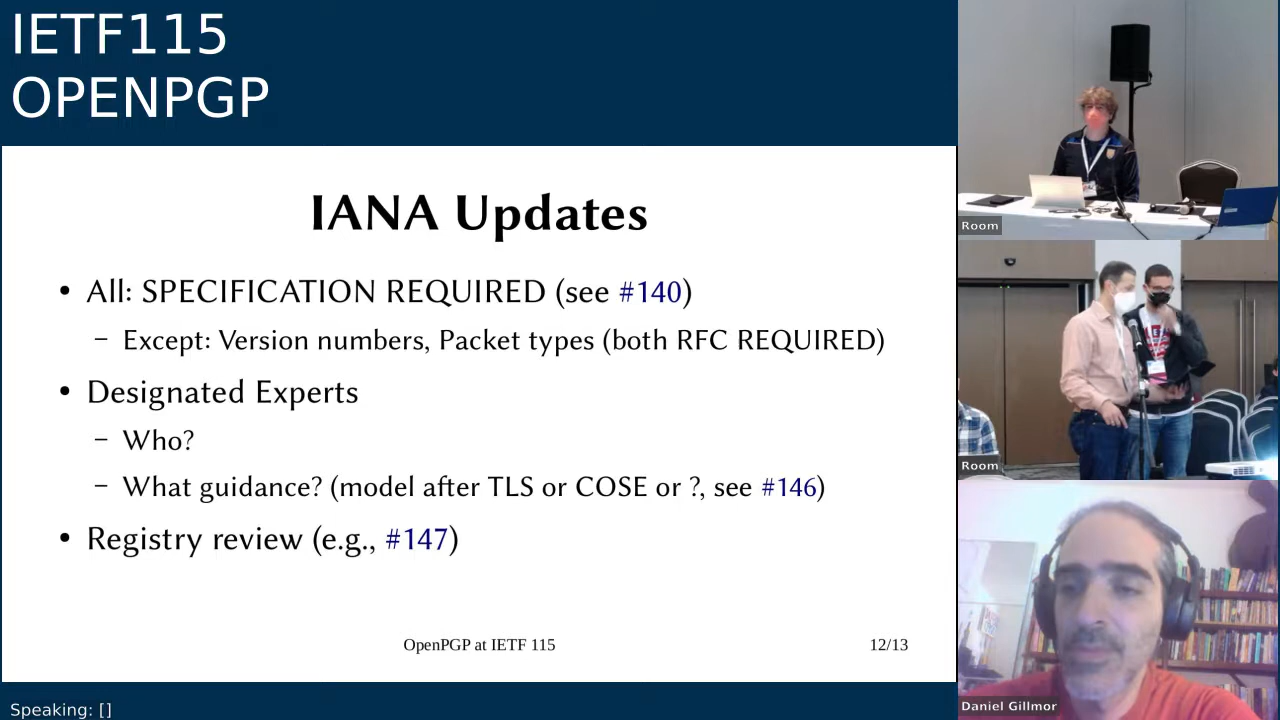 IETF115
OPENPGP
IANA Updates
• All: SPECIFICATION REQUIRED (see #140)
– Except: Version numbers, Packet types (both RFC REQUIRED)
• Designated Experts
– Who?
– What guidance? (model after TLS or COSE or ?, see #146)
• Registry review (e.g., #147)
OpenPGP at IETF 115
12/13
Speaking: []
Room
Room
Daniel Gillmor